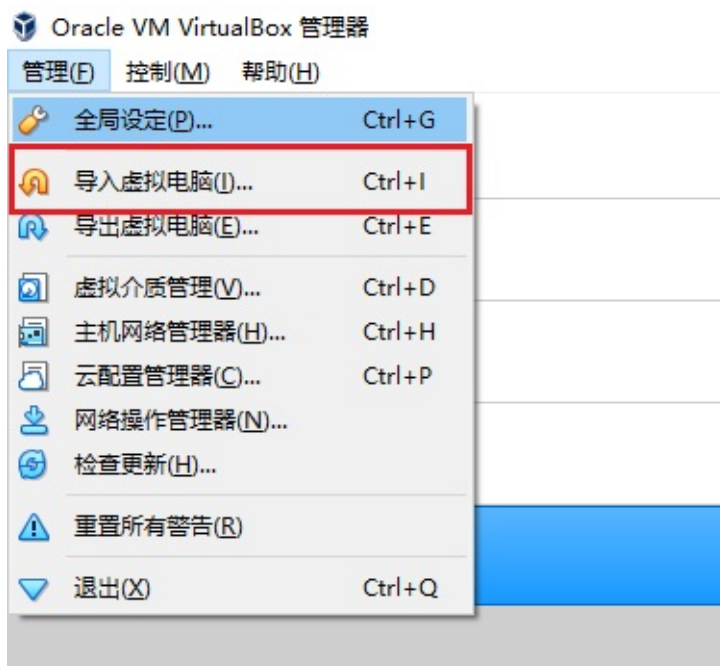 Oracle VM VirtualBox 管理器
管理(F) 控制(M) 帮助(H)
全局设定(P)... Ctrl+G
导入虚拟电脑(I)... Ctrl+I
导出虚拟电脑(E)... Ctrl+E
虚拟介质管理(V)... Ctrl+D
主机网络管理器(H)... Ctrl+H
云配置管理器(C)... Ctrl+P
网络操作管理器(N)...
检查更新(H)...
重置所有警告(R)
退出(X) Ctrl+Q